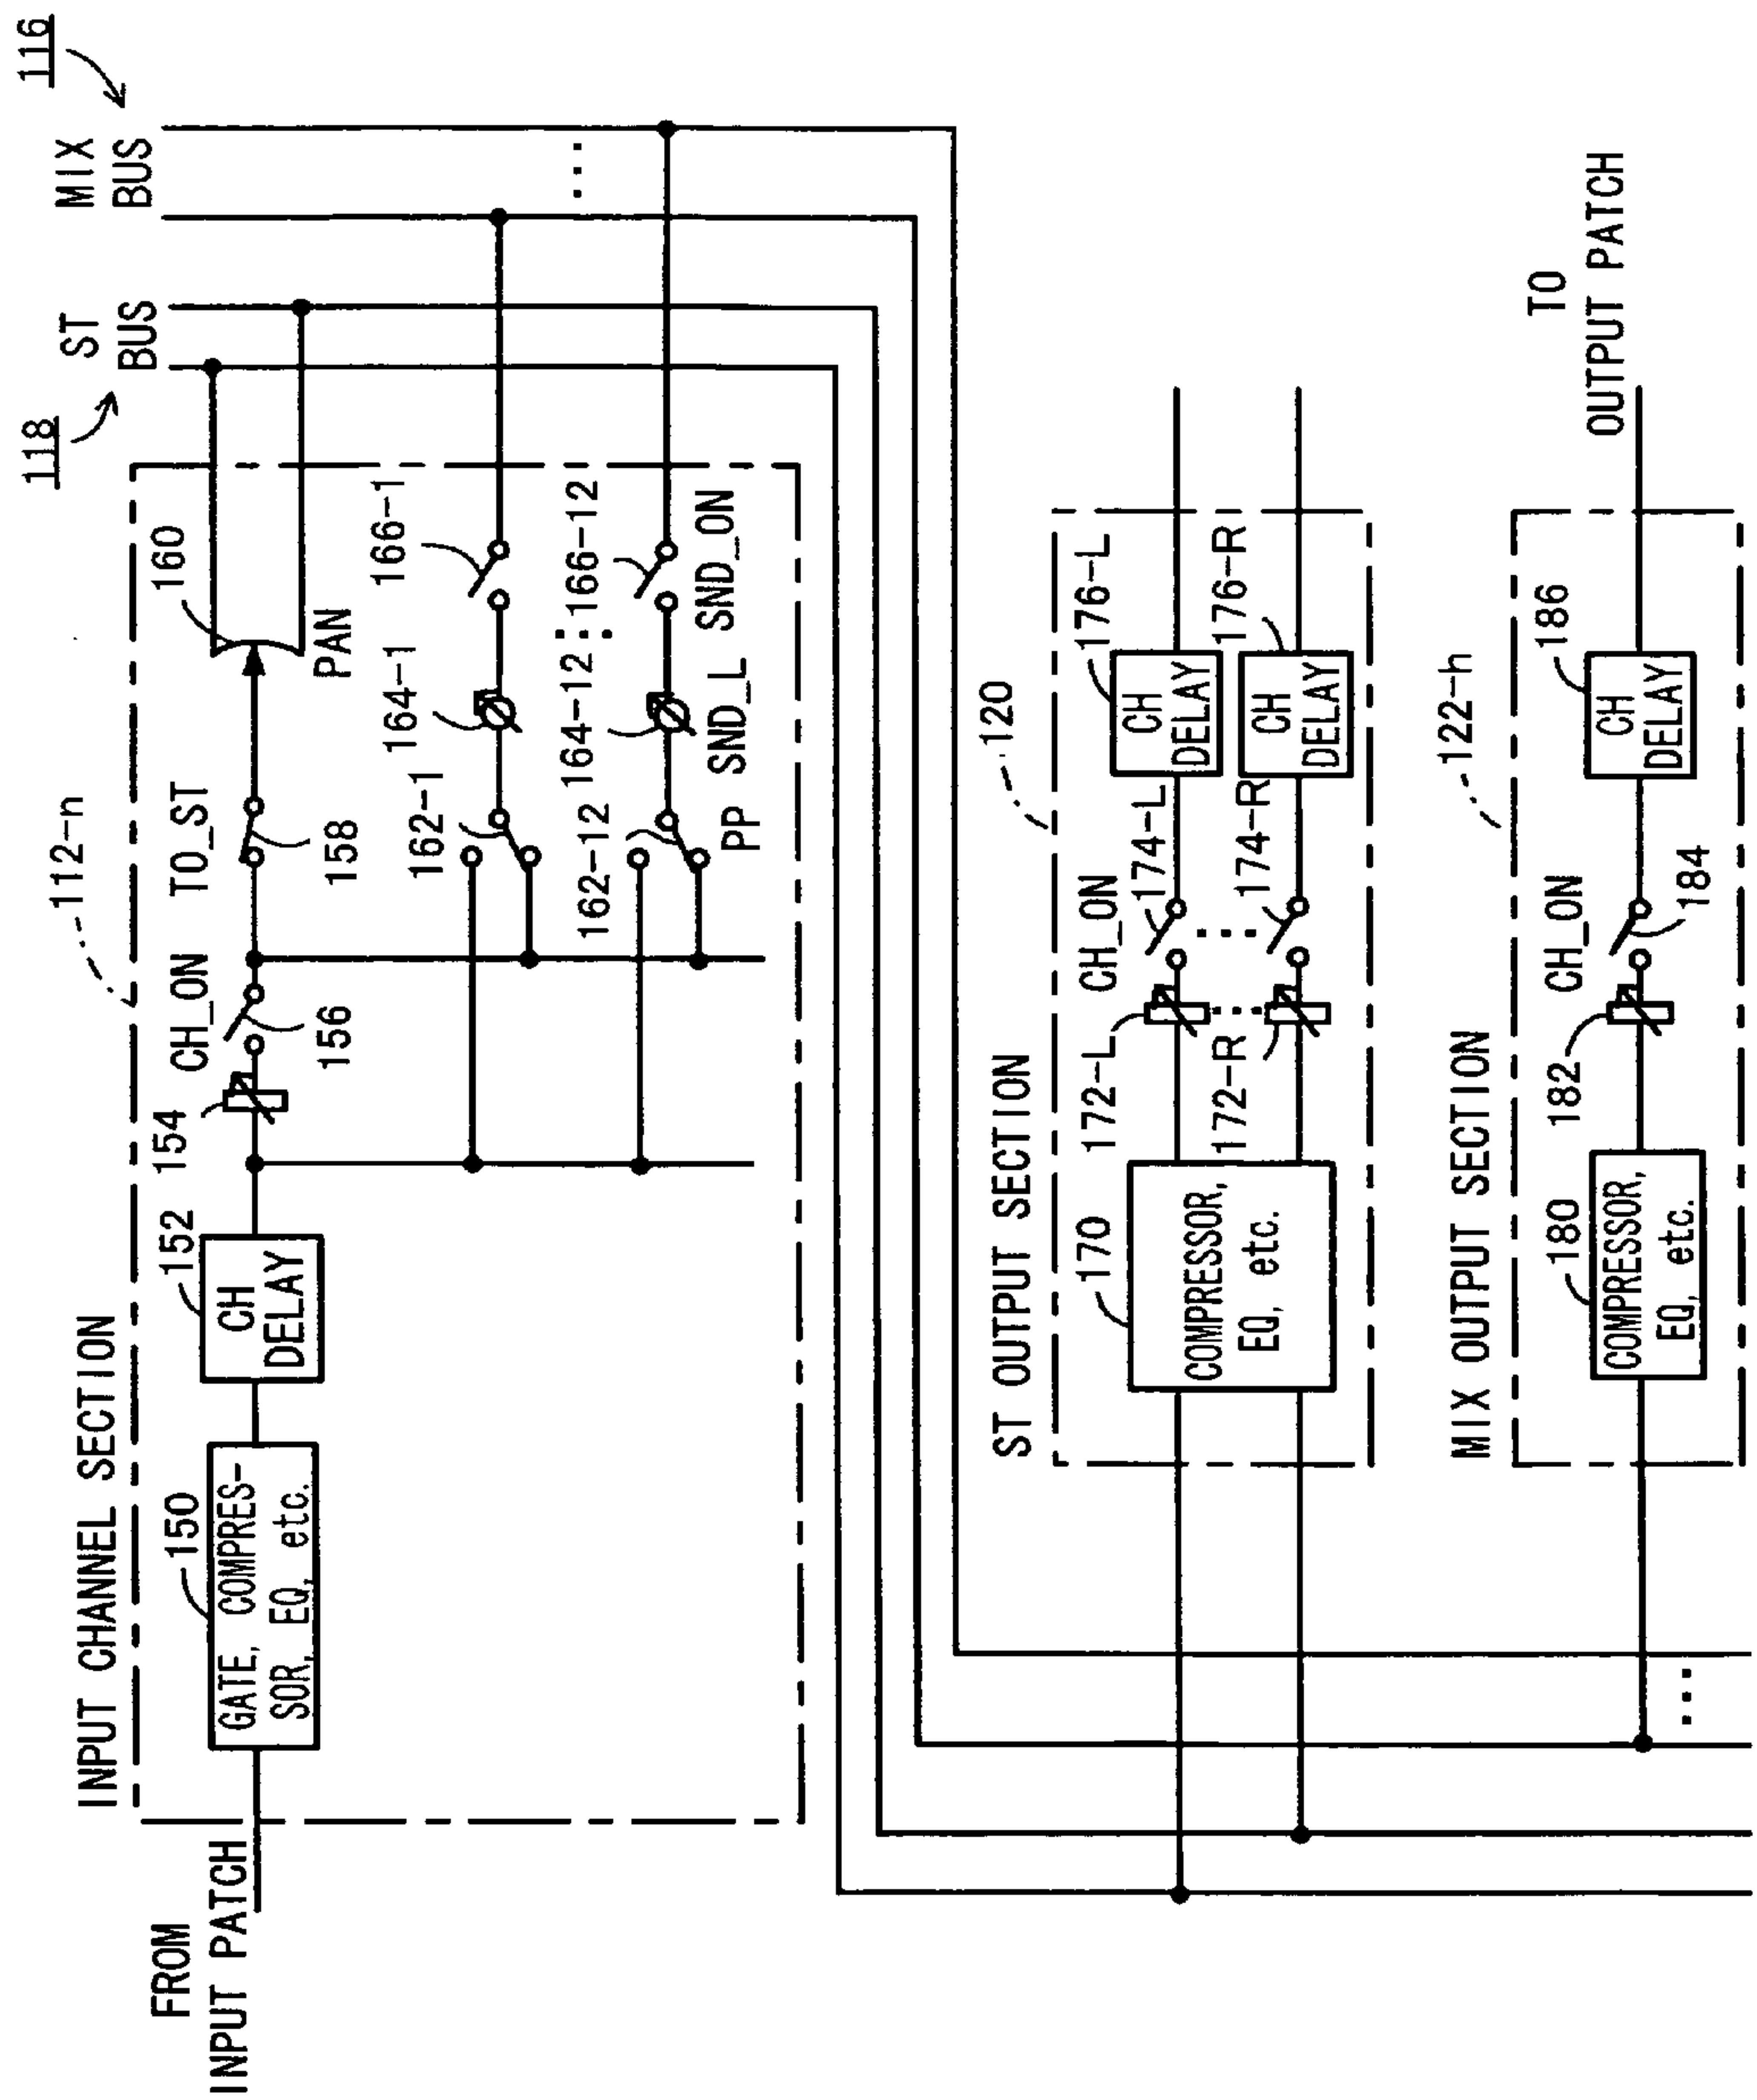 FROM
INPUT PATCH
INPUT CHANNEL SECTION
112-n
150
GATE, COMPRES-
SOR, EQ, etc.
152
CH
DELAY
154
CH_ON
156
TO_ST
158
160
PAN
118
ST
BUS
MIX
BUS
116
162-1
164-1
166-1
...
162-12
164-12
166-12
PP
SND_L
SND_ON
ST OUTPUT SECTION
120
170
COMPRESSOR,
EQ, etc.
172-L
CH_ON
174-L
176-L
CH
DELAY
172-R
174-R
176-R
CH
DELAY
MIX OUTPUT SECTION
122-h
180
COMPRESSOR,
EQ, etc.
182
CH_ON
184
186
CH
DELAY
TO
OUTPUT PATCH
...